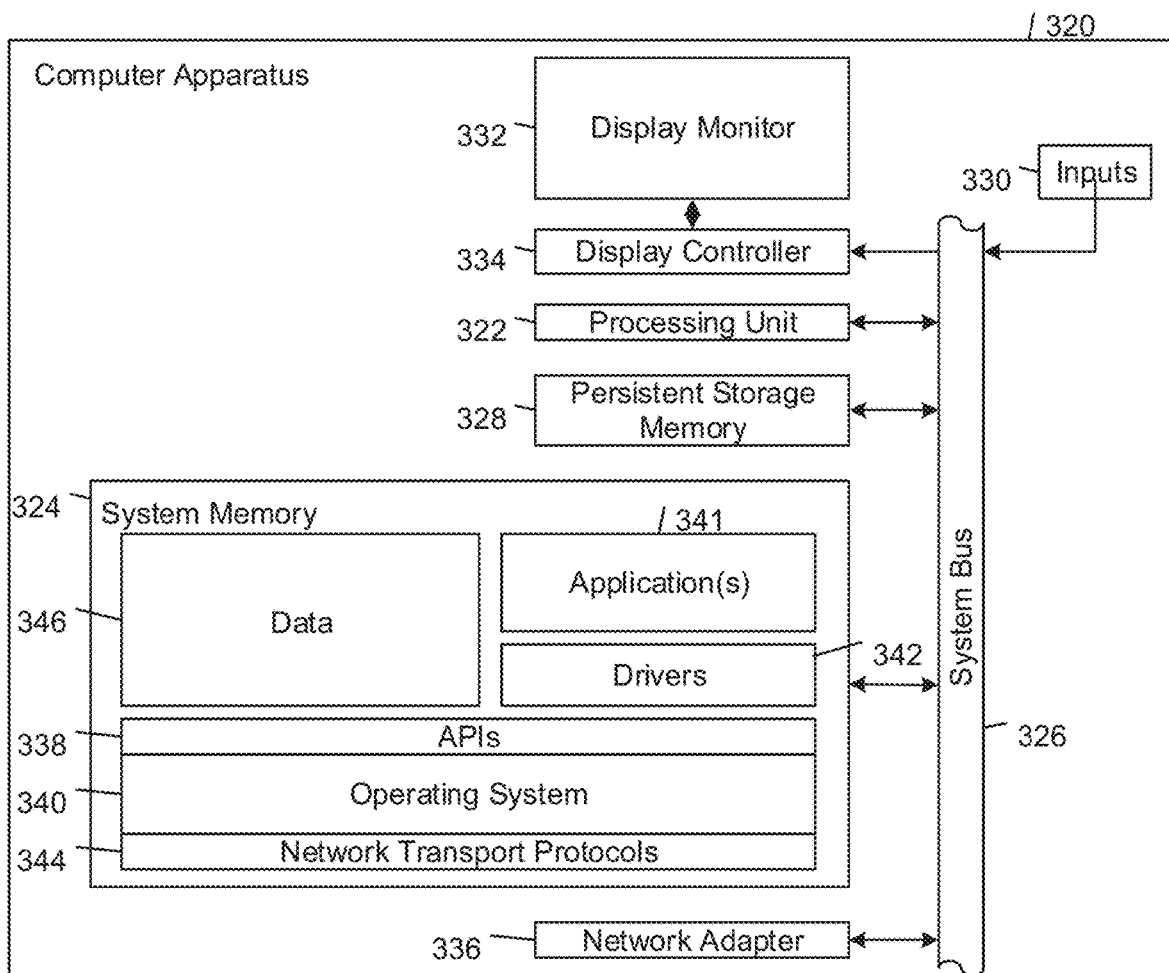 320
Computer Apparatus
332
Display Monitor
330
Inputs
334
Display Controller
322
Processing Unit
328
Persistent Storage
Memory
324
System Memory
341
346
Data
Application(s)
342
Drivers
System Bus
326
338
APIs
340
Operating System
344
Network Transport Protocols
336
Network Adapter